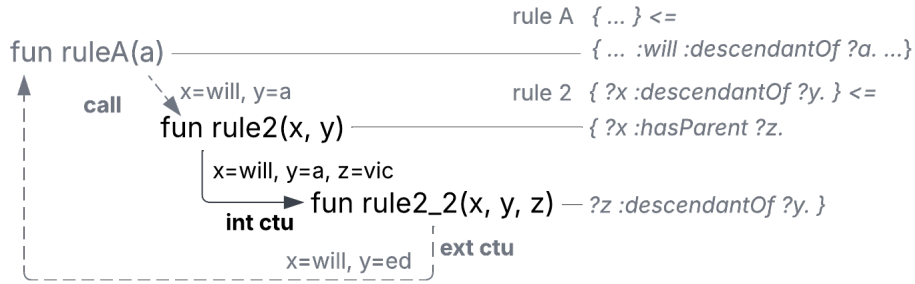 rule A { ... } <=
fun ruleA(a)
{ ... :will :descendantOf ?a. ...}
call
x=will, y=a
rule 2 { ?x :descendantOf ?y. } <=
fun rule2(x, y)
{ ?x :hasParent ?z.
x=will, y=a, z=vic
int ctu
fun rule2_2(x, y, z)
?z :descendantOf ?y. }
ext ctu
x=will, y=ed